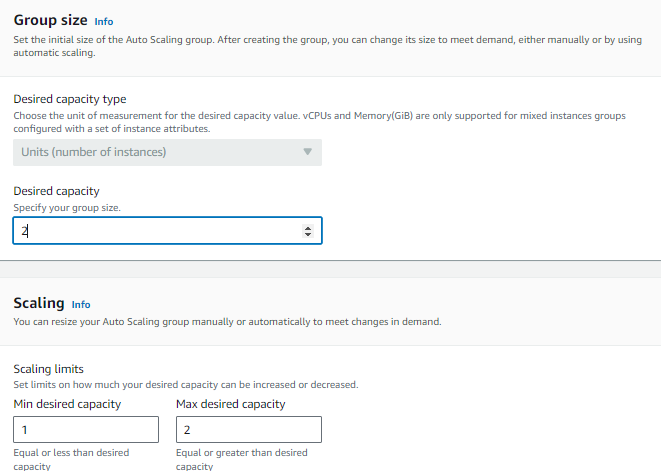 Group size Info
Set the initial size of the Auto Scaling group. After creating the group, you can change its size to meet demand, either manually or by using
automatic scaling.
Desired capacity type
Choose the unit of measurement for the desired capacity value. vCPUs and Memory(GiB) are only supported for mixed instances groups
configured with a set of instance attributes.
Units (number of instances)
Desired capacity
Specify your group size.
2
Scaling Info
You can resize your Auto Scaling group manually or automatically to meet changes in demand.
Scaling limits
Set limits on how much your desired capacity can be increased or decreased.
Min desired capacity Max desired capacity
1 2
Equal or less than desired Equal or greater than desired
capacity capacity